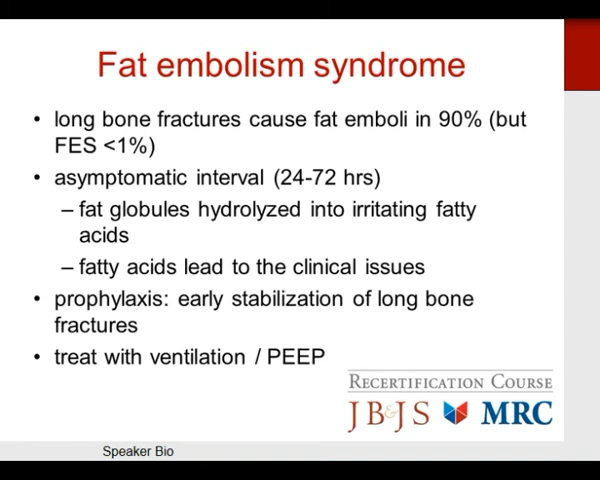 Fat embolism syndrome
• long bone fractures cause fat emboli in 90% (but
FES <1%)
• asymptomatic interval (24-72 hrs)
– fat globules hydrolyzed into irritating fatty
acids
– fatty acids lead to the clinical issues
• prophylaxis: early stabilization of long bone
fractures
• treat with ventilation / PEEP
RECERTIFICATION COURSE
JB&JS MRC
Speaker Bio